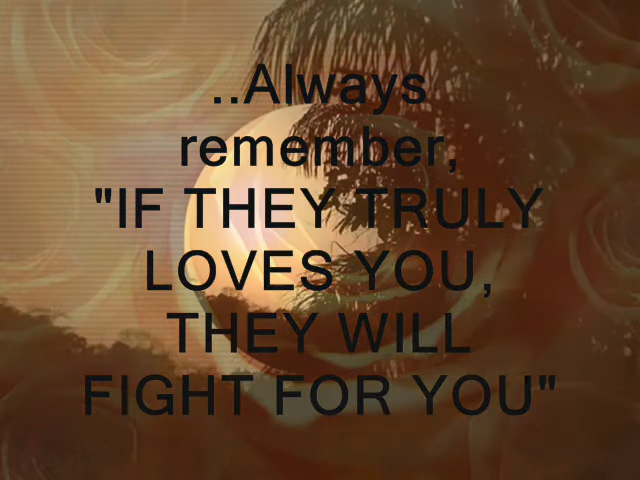 ..Always
remember,
"IF THEY TRULY
LOVES YOU,
THEY WILL
FIGHT FOR YOU"